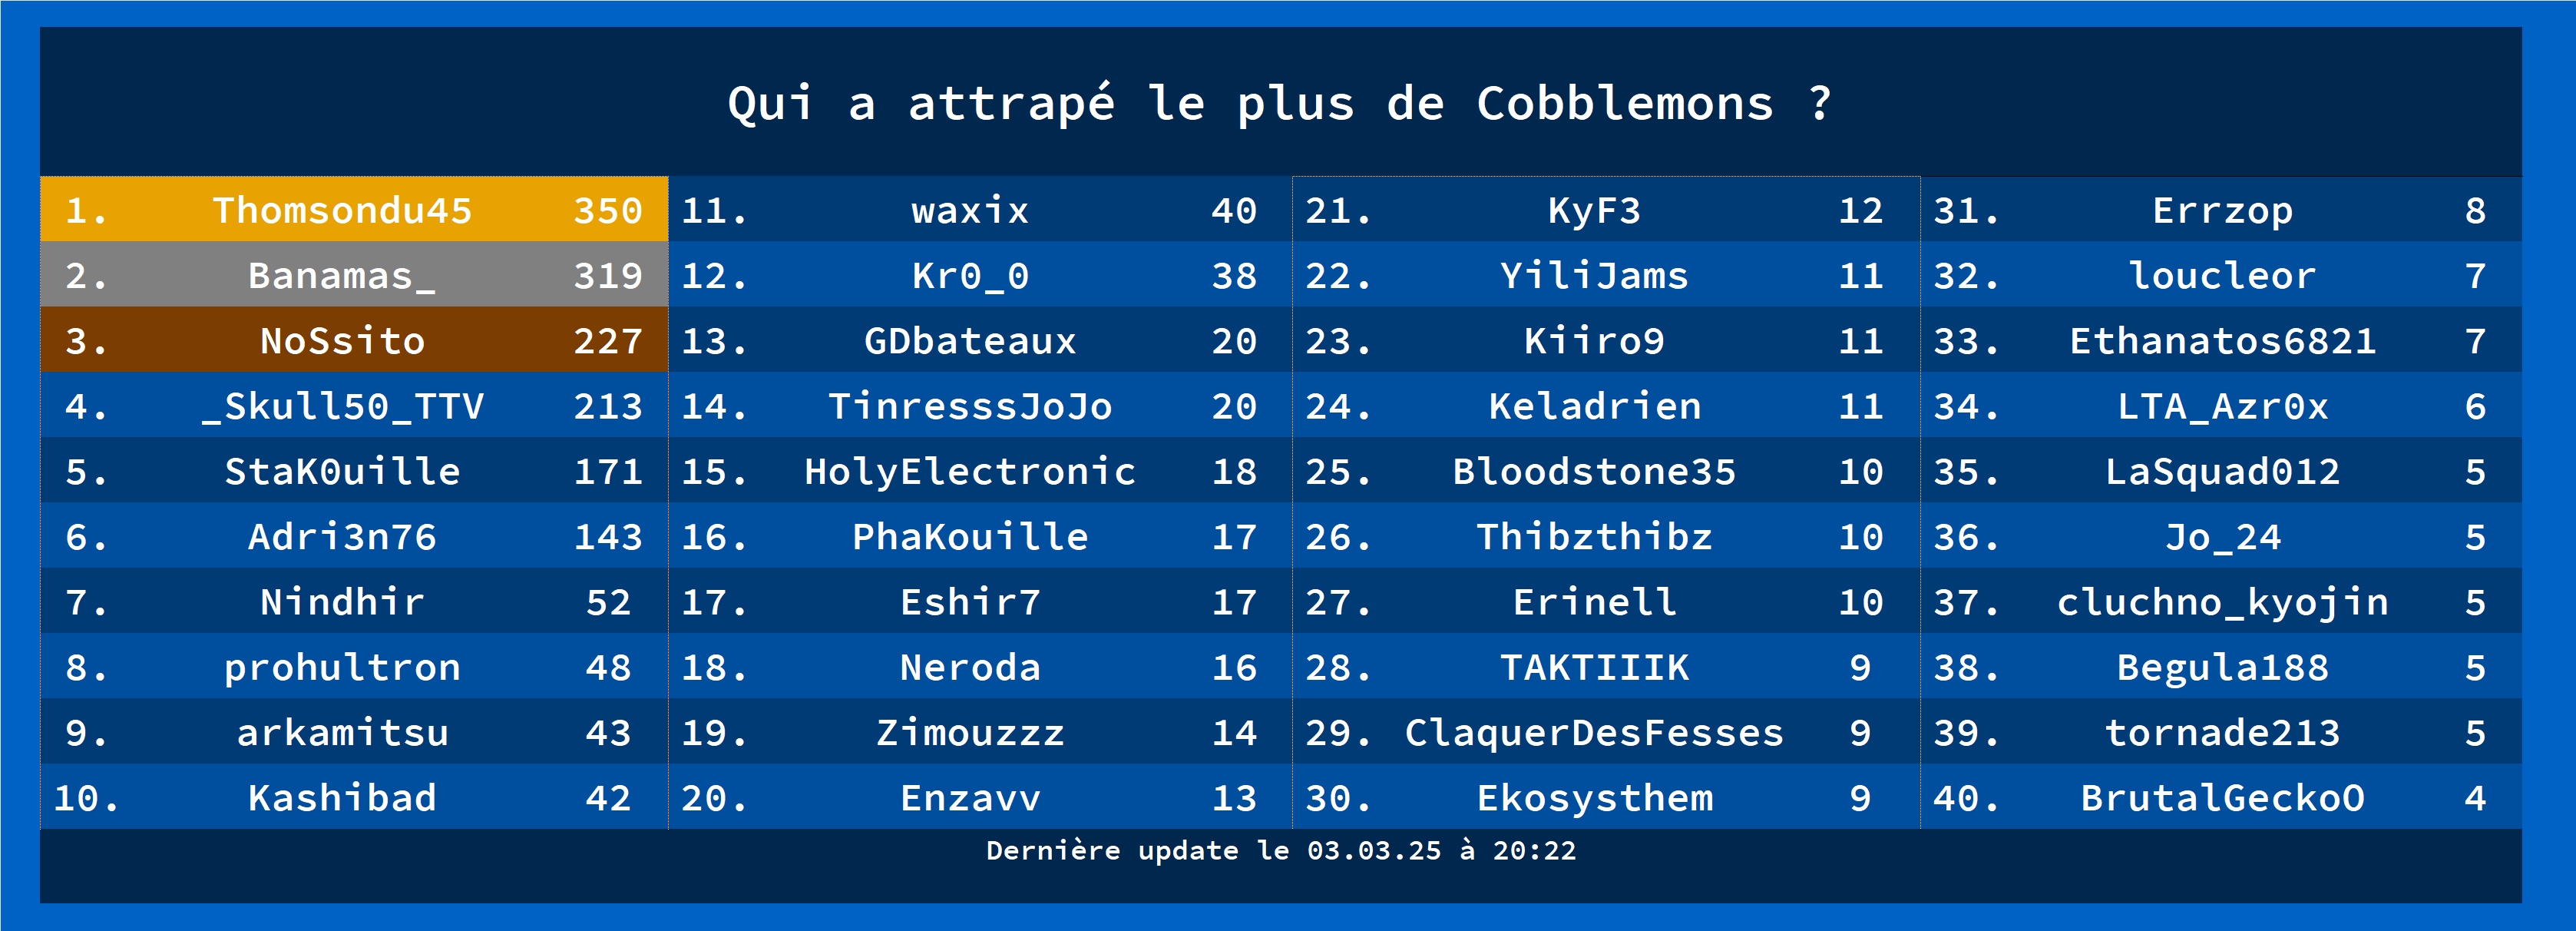 Qui a attrapé le plus de Cobblemons ?
1. Thomsondu45 350
2. Banamas_ 319
3. NoSsito 227
4. _Skull50_TTV 213
5. StaK0uille 171
6. Adri3n76 143
7. Nindhir 52
8. prohultron 48
9. arkamitsu 43
10. Kashibad 42
11. waxix 40
12. Kr0_0 38
13. GDbateaux 20
14. TinresssJoJo 20
15. HolyElectronic 18
16. PhaKouille 17
17. Eshir7 17
18. Neroda 16
19. Zimouzzz 14
20. Enzavv 13
21. KyF3 12
22. YiliJams 11
23. Kiiro9 11
24. Keladrien 11
25. Bloodstone35 10
26. Thibzthibz 10
27. Erinell 10
28. TAKTIIIK 9
29. ClaquerDesFesses 9
30. Ekosysthem 9
31. Errzop 8
32. loucleor 7
33. Ethanatos6821 7
34. LTA_Azr0x 6
35. LaSquad012 5
36. Jo_24 5
37. cluchno_kyojin 5
38. Begula188 5
39. tornade213 5
40. BrutalGeckoO 4
Dernière update le 03.03.25 à 20:22